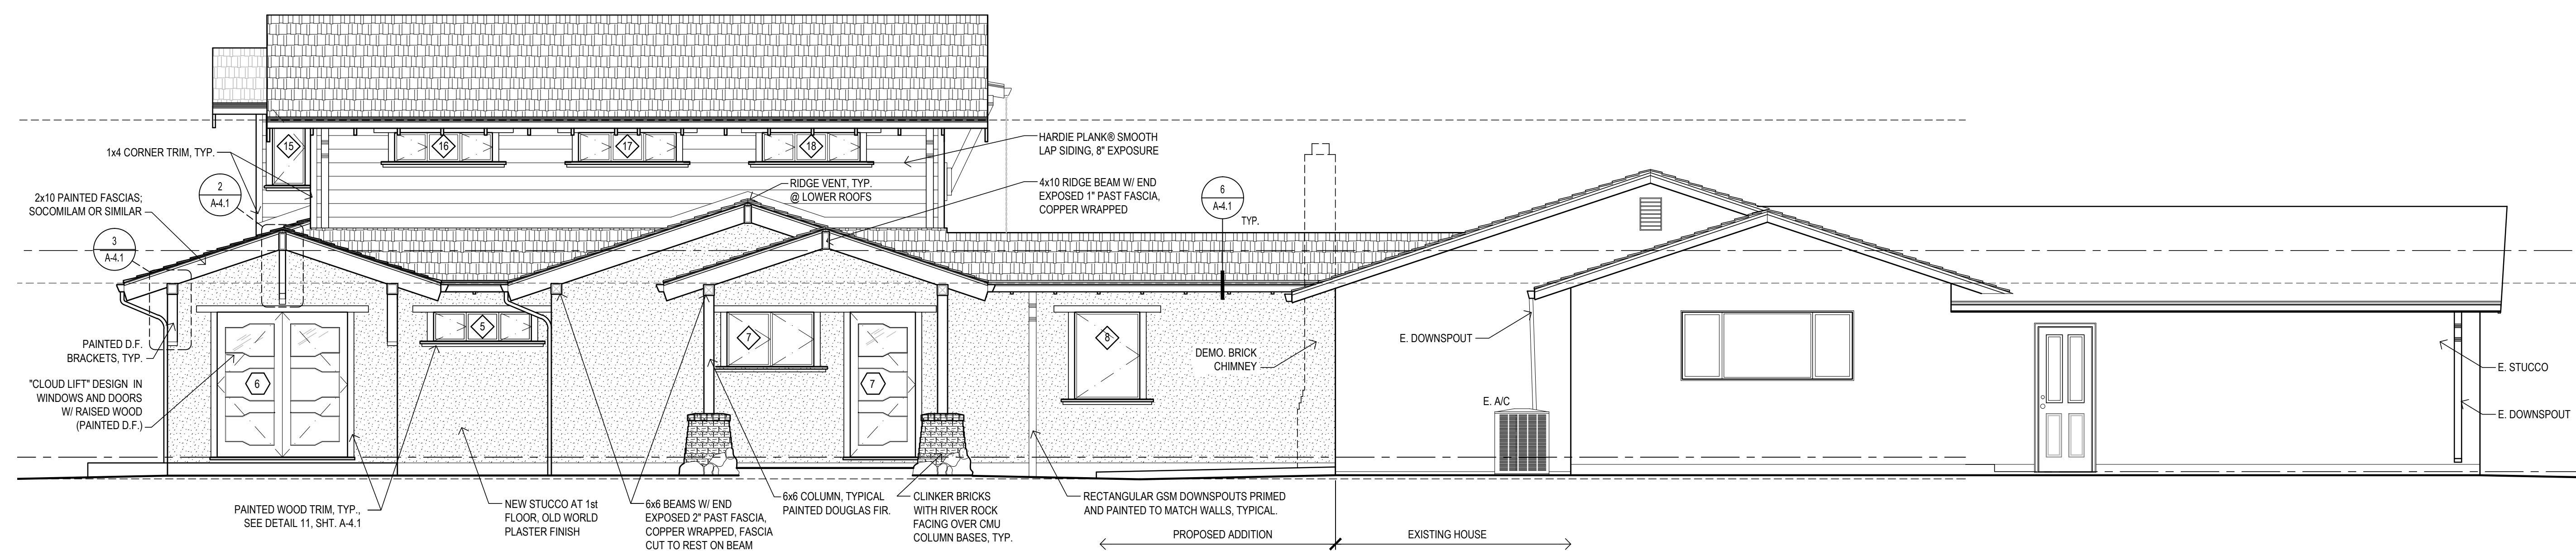 15
16
17
18
HARDIE PLANK® SMOOTH
LAP SIDING, 8" EXPOSURE
1x4 CORNER TRIM, TYP.
RIDGE VENT, TYP.
@ LOWER ROOFS
4x10 RIDGE BEAM W/ END
EXPOSED 1" PAST FASCIA,
COPPER WRAPPED
2
A-4.1
6
A-4.1
TYP.
2x10 PAINTED FASCIAS;
SOCOMILAM OR SIMILAR
3
A-4.1
5
7
8
PAINTED D.F.
BRACKETS, TYP.
"CLOUD LIFT" DESIGN IN
WINDOWS AND DOORS
W/ RAISED WOOD
(PAINTED D.F.)
6
7
DEMO. BRICK
CHIMNEY
E. DOWNSPOUT
E. A/C
E. STUCCO
E. DOWNSPOUT
PAINTED WOOD TRIM, TYP.,
SEE DETAIL 11, SHT. A-4.1
NEW STUCCO AT 1st
FLOOR, OLD WORLD
PLASTER FINISH
6x6 BEAMS W/ END
EXPOSED 2" PAST FASCIA,
COPPER WRAPPED, FASCIA
CUT TO REST ON BEAM
6x6 COLUMN, TYPICAL
PAINTED DOUGLAS FIR.
CLINKER BRICKS
WITH RIVER ROCK
FACING OVER CMU
COLUMN BASES, TYP.
RECTANGULAR GSM DOWNSPOUTS PRIMED
AND PAINTED TO MATCH WALLS, TYPICAL.
PROPOSED ADDITION
EXISTING HOUSE